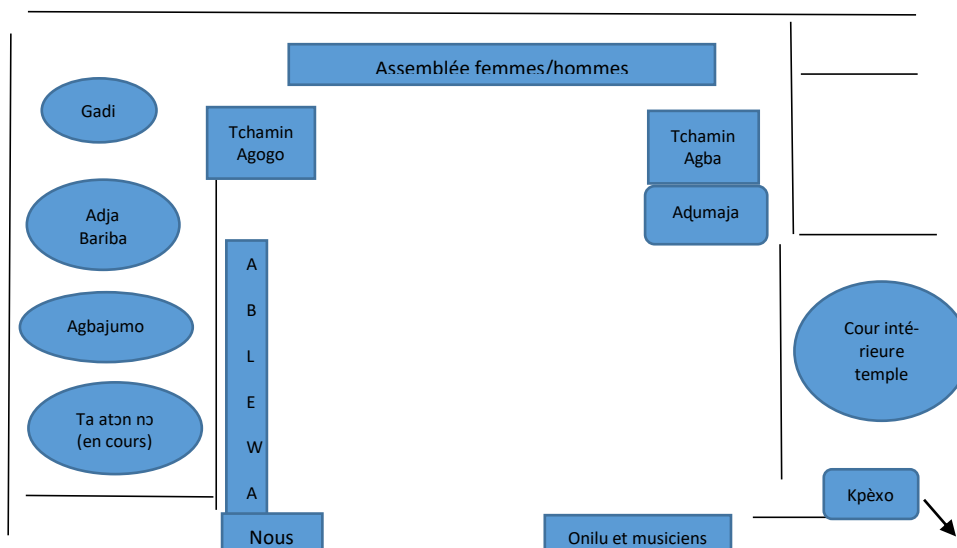 Assemblée femmes/hommes
Gadi
Tchamin
Agogo
Tchamin
Agba
Adja
Bariba
Aɖumaja
A
B
L
E
W
A
Agbajumo
Cour inté-
rieure
temple
Ta atɔn nɔ
(en cours)
Kpèxo
Nous
Onilu et musiciens